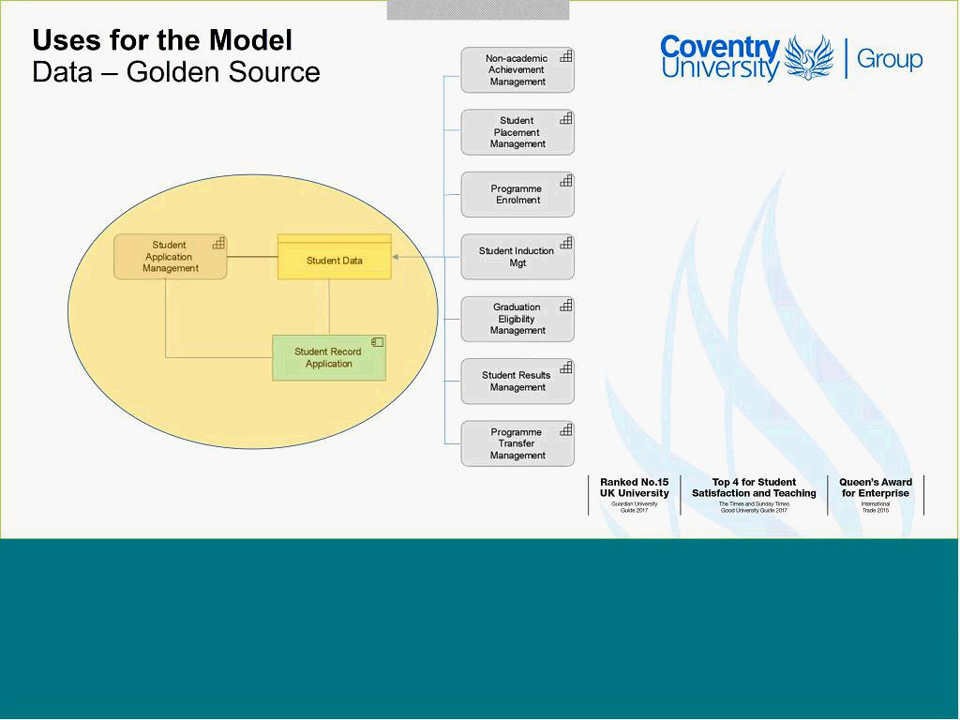 Uses for the Model
Data – Golden Source
Coventry
University
Group
Non-academic
Achievement
Management
Student
Placement
Management
Programme
Enrolment
Student
Application
Management
Student Data
Student Induction
Mgt
Graduation
Eligibility
Management
Student Record
Application
Student Results
Management
Programme
Transfer
Management
Ranked No.15
UK University
Guardian University
Guide 2017
Top 4 for Student
Satisfaction and Teaching
The Times and Sunday Times
Good University Guide 2017
Queen's Award
for Enterprise
International
Trade 2015